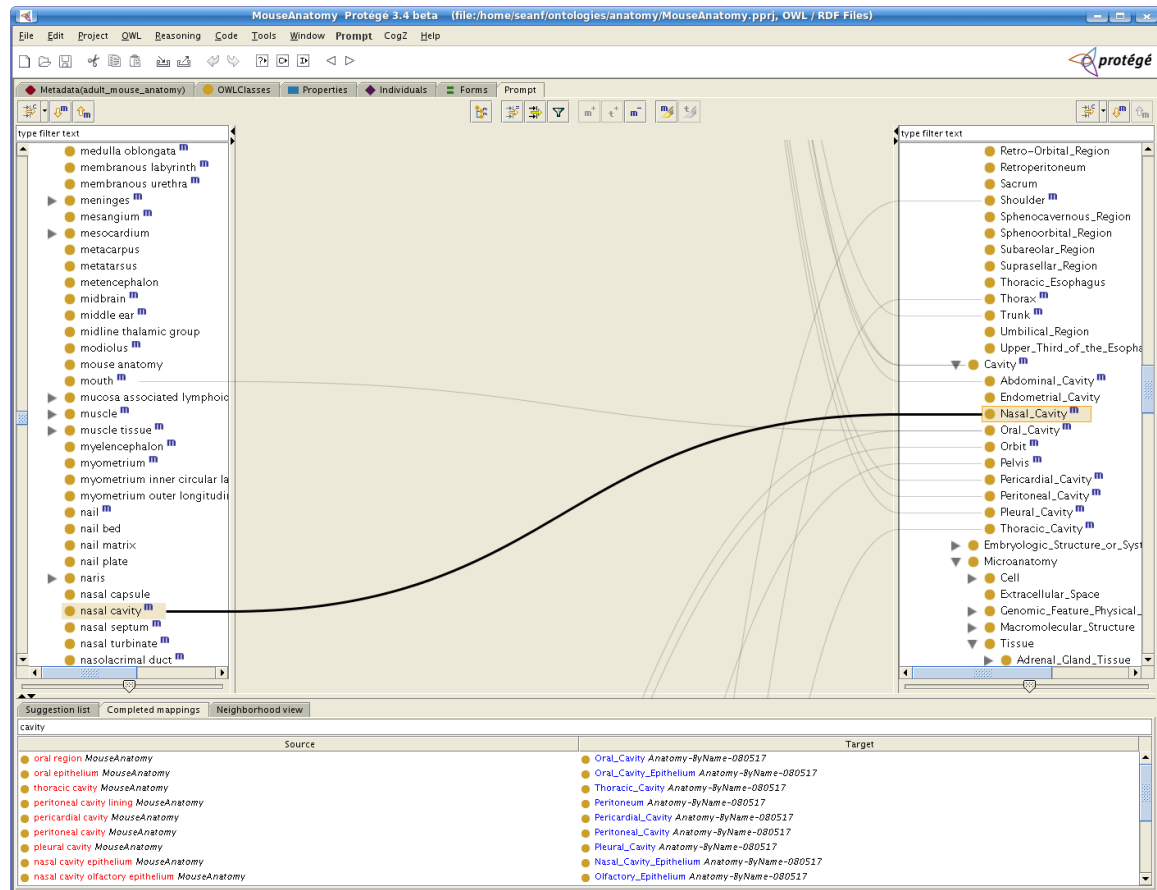 MouseAnatomy Protégé 3.4 beta (file:/home/seanf/ontologies/anatomy/MouseAnatomy.pprj, OWL / RDF Files)
File Edit Project OWL Reasoning Code Tools Window Prompt CogZ Help
protégé
Metadata(adult_mouse_anatomy) OWLClasses Properties Individuals Forms Prompt
type filter text
medulla oblongata m
membranous labyrinth m
membranous urethra m
meninges m
mesangium m
mesocardium
metacarpus
metatarsus
metencephalon
midbrain m
middle ear m
midline thalamic group
modiolus
mouse anatomy
mouth m
mucosa associated lymphoic
muscle m
muscle tissue m
myelencephalon m
myometrium m
myometrium inner circular la
myometrium outer longitudi
nail m
nail bed
nail matrix
nail plate
naris
nasal capsule
nasal cavity m
nasal septum m
nasal turbinate m
nasolacrimal duct m
type filter text
Retro-Orbital_Region
Retroperitoneum
Sacrum
Shoulder m
Sphenocavernous_Region
Sphenoorbital_Region
Subareolar_Region
Suprasellar_Region
Thoracic_Esophagus
Thorax m
Trunk m
Umbilical_Region
Upper_Third_of_the_Esopha
Cavity m
Abdominal_Cavity m
Endometrial_Cavity
Nasal_Cavity m
Oral_Cavity m
Orbit m
Pelvis m
Pericardial_Cavity m
Peritoneal_Cavity m
Pleural_Cavity m
Thoracic_Cavity m
Embryologic_Structure_or_Syst
Microanatomy
Cell
Extracellular_Space
Genomic_Feature_Physical_
Macromolecular_Structure
Tissue
Adrenal_Gland_Tissue
Suggestion list Completed mappings Neighborhood view
cavity
Source Target
oral region MouseAnatomy Oral_Cavity Anatomy-ByName-080517
oral epithelium MouseAnatomy Oral_Cavity_Epithelium Anatomy-ByName-080517
thoracic cavity MouseAnatomy Thoracic_Cavity Anatomy-ByName-080517
peritoneal cavity lining MouseAnatomy Peritoneum Anatomy-ByName-080517
pericardial cavity MouseAnatomy Pericardial_Cavity Anatomy-ByName-080517
peritoneal cavity MouseAnatomy Peritoneal_Cavity Anatomy-ByName-080517
pleural cavity MouseAnatomy Pleural_Cavity Anatomy-ByName-080517
nasal cavity epithelium MouseAnatomy Nasal_Cavity_Epithelium Anatomy-ByName-080517
nasal cavity olfactory epithelium MouseAnatomy Olfactory_Epithelium Anatomy-ByName-080517